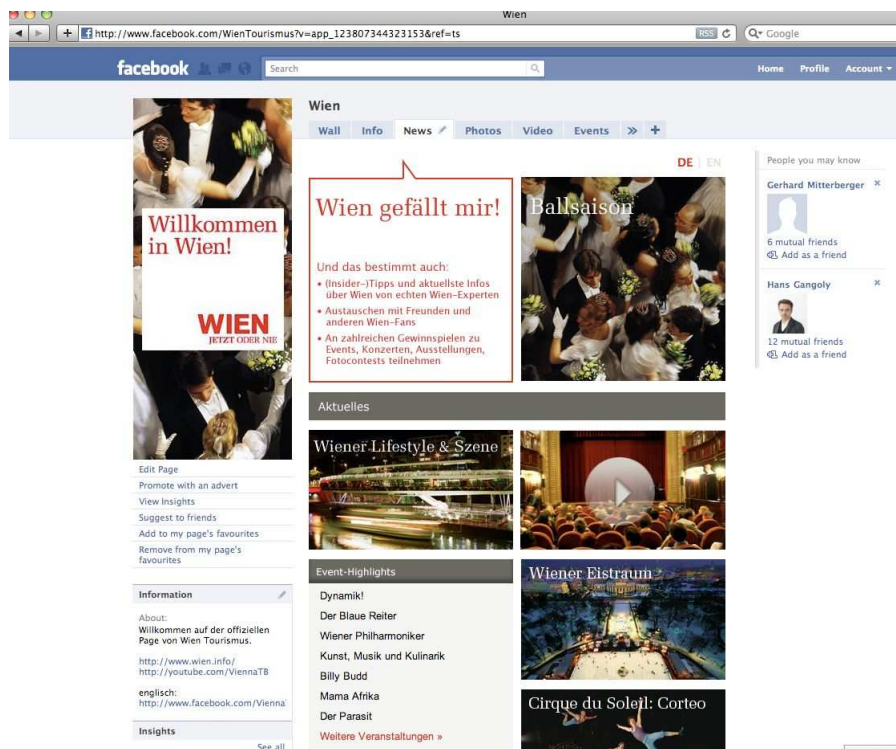 Wien
http://www.facebook.com/WienTourismus?v=app_123807344323153&ref=ts
RSS
Google
facebook
Search
Home Profile Account
Willkommen
in Wien!
WIEN
JETZT ODER NIE
Edit Page
Promote with an advert
View Insights
Suggest to friends
Add to my page's favourites
Remove from my page's
favourites
Information
About:
Willkommen auf der offiziellen
Page von Wien Tourismus.
http://www.wien.info/
http://youtube.com/ViennaTB
englisch:
http://www.facebook.com/Vienna
Insights
See all
Wien
Wall Info News Photos Video Events » +
DE | EN
Wien gefällt mir!
Und das bestimmt auch:
• (Insider-)Tipps und aktuellste Infos
über Wien von echten Wien-Experten
• Austauschen mit Freunden und
anderen Wien-Fans
• An zahlreichen Gewinnspielen zu
Events, Konzerten, Ausstellungen,
Fotocontests teilnehmen
Ballsaison
Aktuelles
Wiener Lifestyle & Szene
Event-Highlights
Dynamik!
Der Blaue Reiter
Wiener Philharmoniker
Kunst, Musik und Kulinarik
Billy Budd
Mama Afrika
Der Parasit
Weitere Veranstaltungen »
Wiener Eistraum
Cirque du Soleil: Corteo
People you may know
Gerhard Mitterberger ×
6 mutual friends
Add as a friend
Hans Gangoly ×
12 mutual friends
Add as a friend